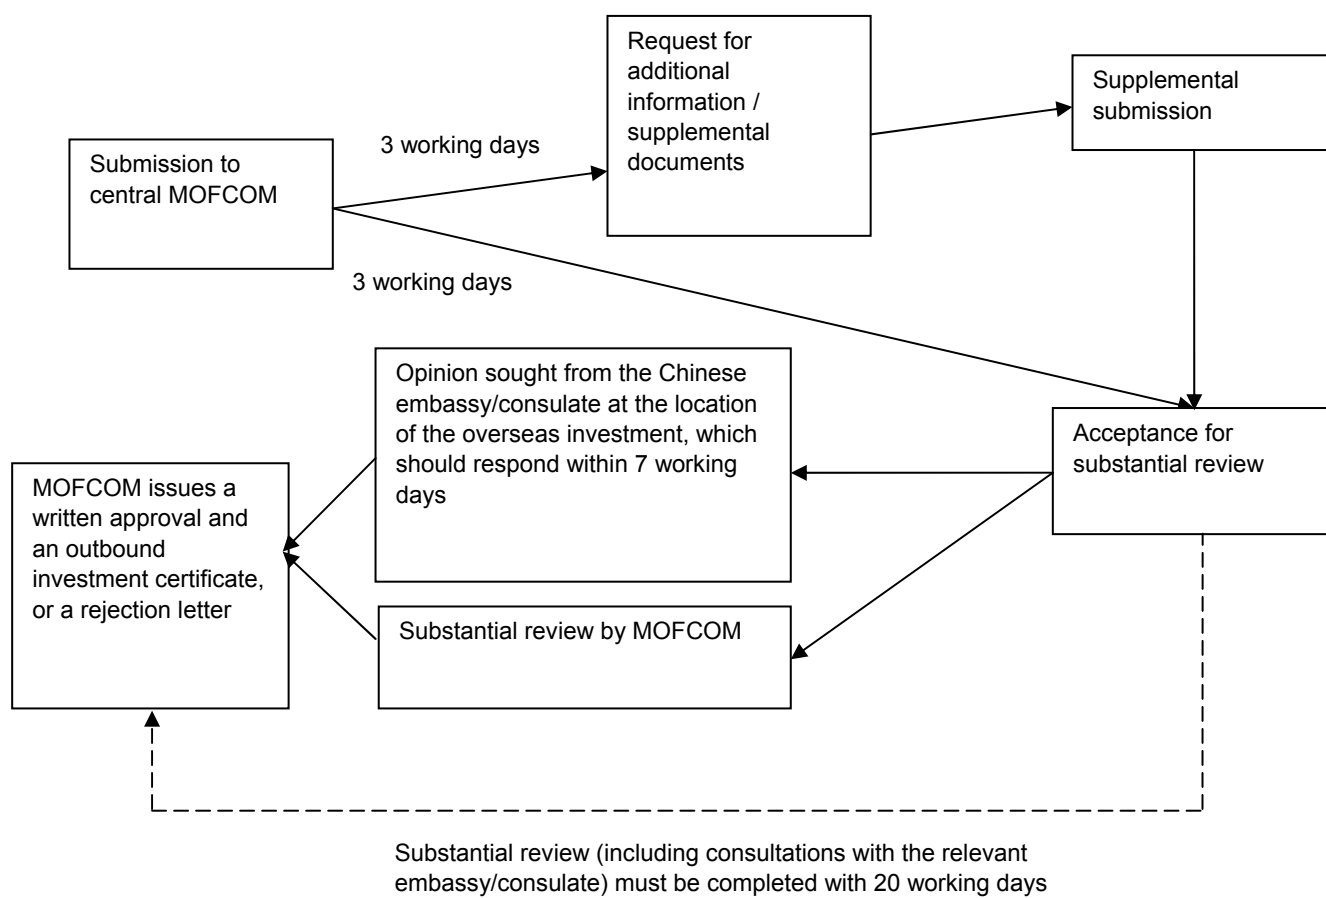 Request for
additional
information /
supplemental
documents
Supplemental
submission
3 working days
Submission to
central MOFCOM
3 working days
Opinion sought from the Chinese
embassy/consulate at the location
of the overseas investment, which
should respond within 7 working
days
Acceptance for
substantial review
MOFCOM issues a
written approval and
an outbound
investment certificate,
or a rejection letter
Substantial review by MOFCOM
Substantial review (including consultations with the relevant
embassy/consulate) must be completed with 20 working days